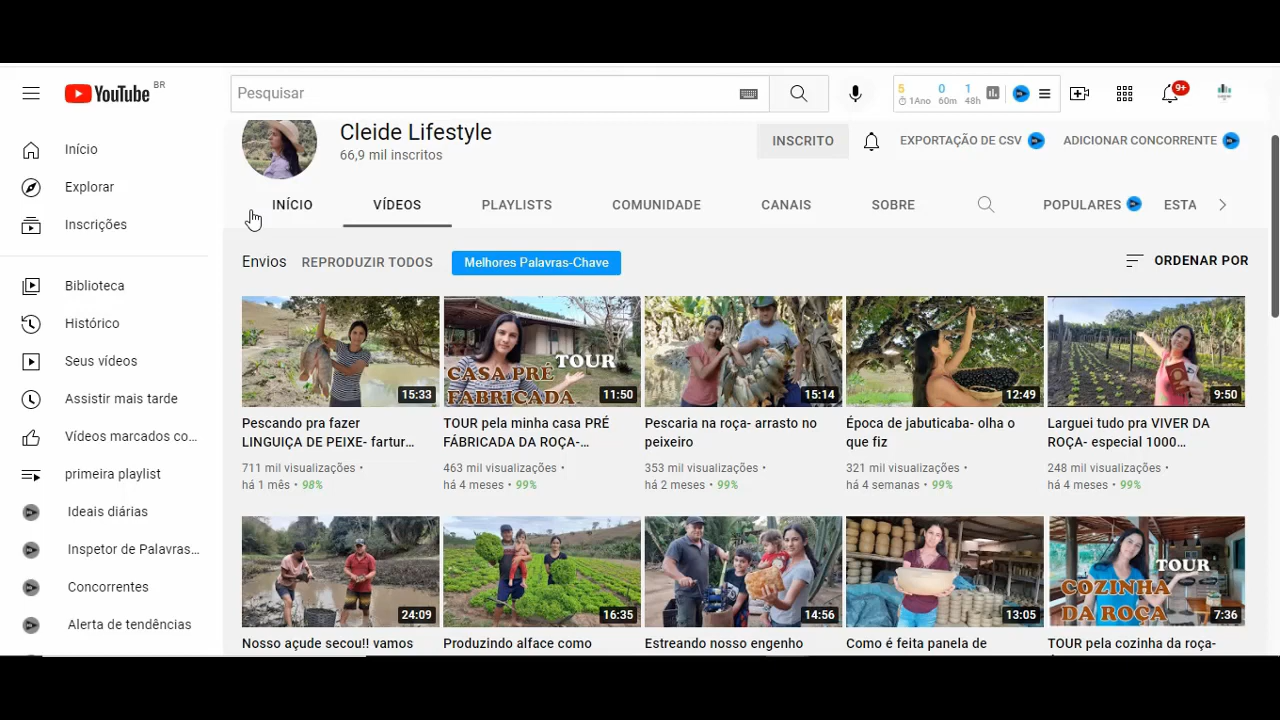 YouTube BR
Pesquisar
5 0 1
1Ano 60m 48h
9+
Início
Explorar
Inscrições
Biblioteca
Histórico
Seus vídeos
Assistir mais tarde
Vídeos marcados co...
primeira playlist
Ideais diárias
Inspetor de Palavras...
Concorrentes
Alerta de tendências
Cleide Lifestyle
66,9 mil inscritos
INSCRITO
EXPORTAÇÃO DE CSV
ADICIONAR CONCORRENTE
INÍCIO VÍDEOS PLAYLISTS COMUNIDADE CANAIS SOBRE POPULARES ESTA
Envios REPRODUZIR TODOS Melhores Palavras-Chave
ORDENAR POR
15:33
Pescando pra fazer
LINGUIÇA DE PEIXE- fartur...
711 mil visualizações •
há 1 mês • 98%
TOUR
CASA PRÉ
FABRICADA
11:50
TOUR pela minha casa PRÉ
FÁBRICADA DA ROÇA-...
463 mil visualizações •
há 4 meses • 99%
15:14
Pescaria na roça- arrasto no
peixeiro
353 mil visualizações •
há 2 meses • 99%
12:49
Época de jabuticaba- olha o
que fiz
321 mil visualizações •
há 4 semanas • 99%
9:50
Larguei tudo pra VIVER DA
ROÇA- especial 1000...
248 mil visualizações •
há 4 meses • 99%
24:09
Nosso açude secou!! vamos
16:35
Produzindo alface como
14:56
Estreando nosso engenho
13:05
Como é feita panela de
TOUR
COZINHA
DA ROÇA
7:36
TOUR pela cozinha da roça-